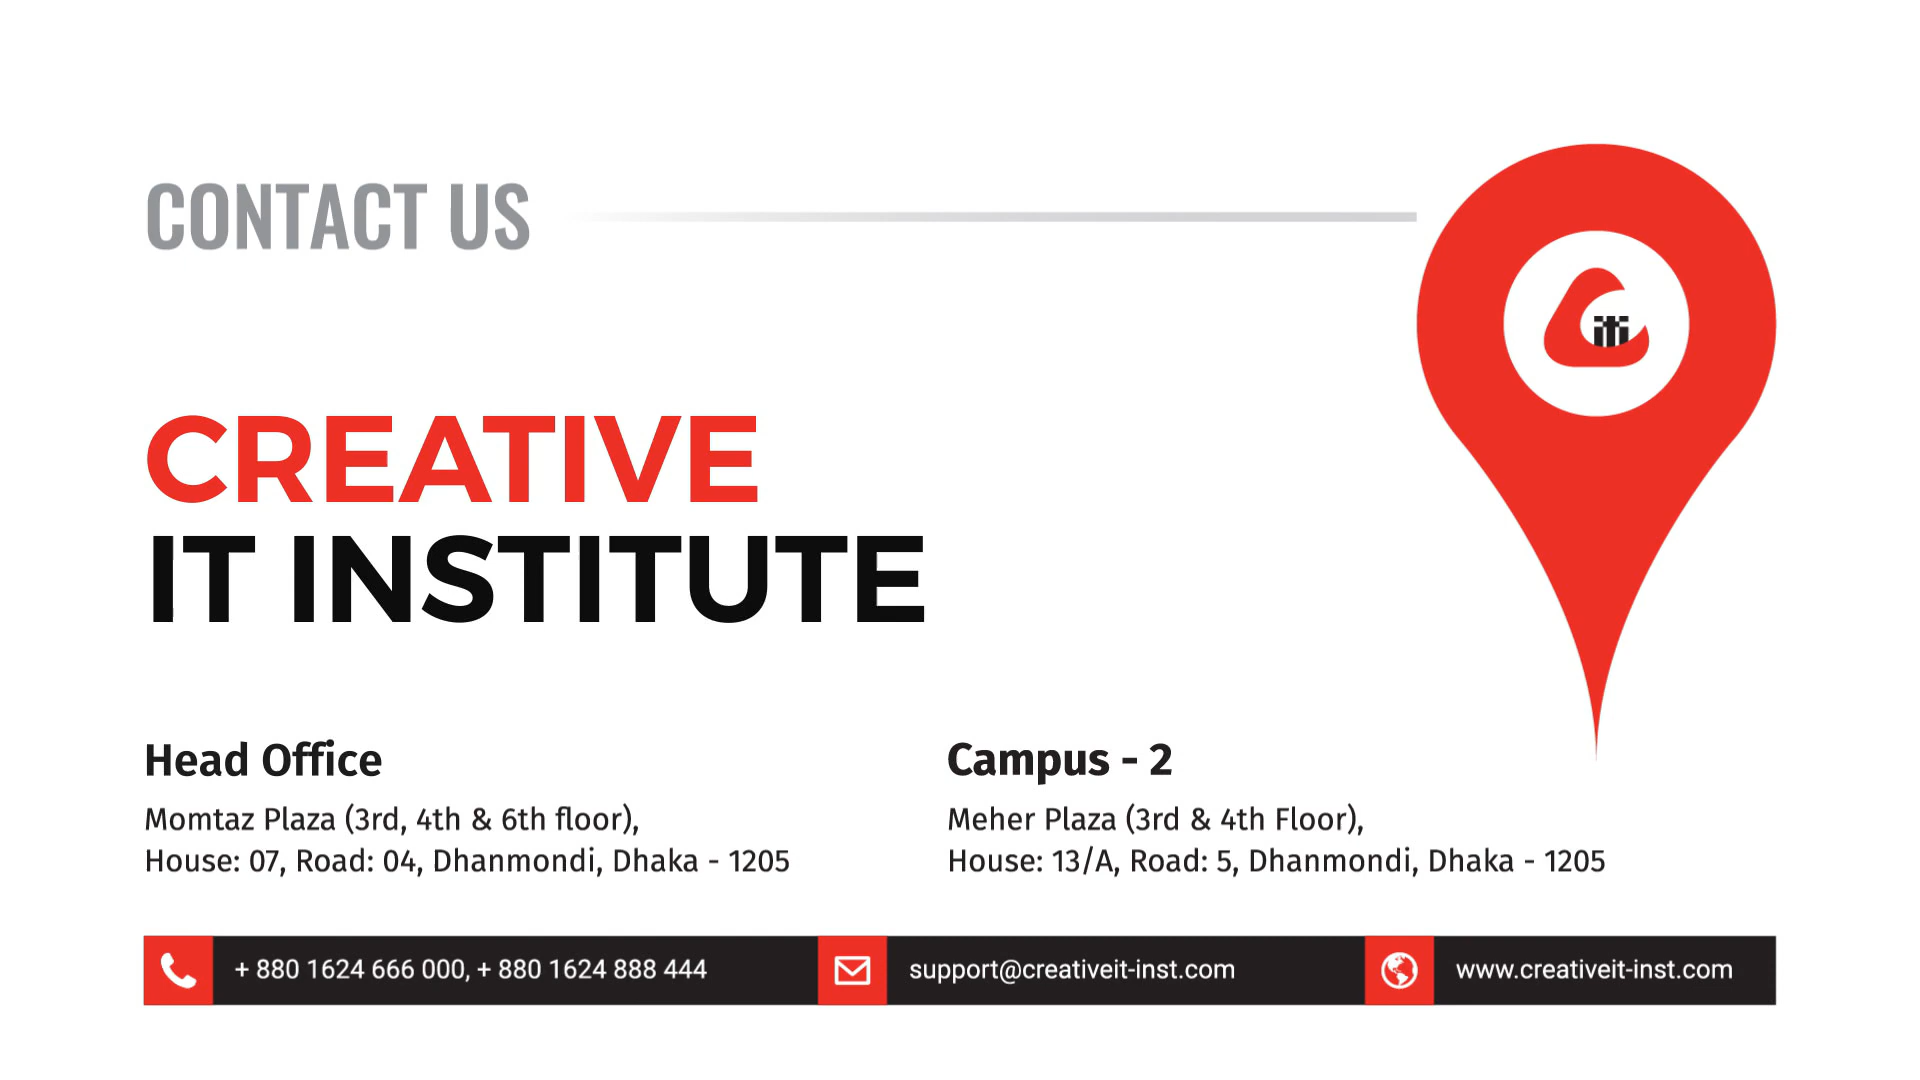 CONTACT US
iti
CREATIVE
IT INSTITUTE
Head Office
Momtaz Plaza (3rd, 4th & 6th floor),
House: 07, Road: 04, Dhanmondi, Dhaka - 1205
Campus - 2
Meher Plaza (3rd & 4th Floor),
House: 13/A, Road: 5, Dhanmondi, Dhaka - 1205
+ 880 1624 666 000, + 880 1624 888 444
support@creativeit-inst.com
www.creativeit-inst.com